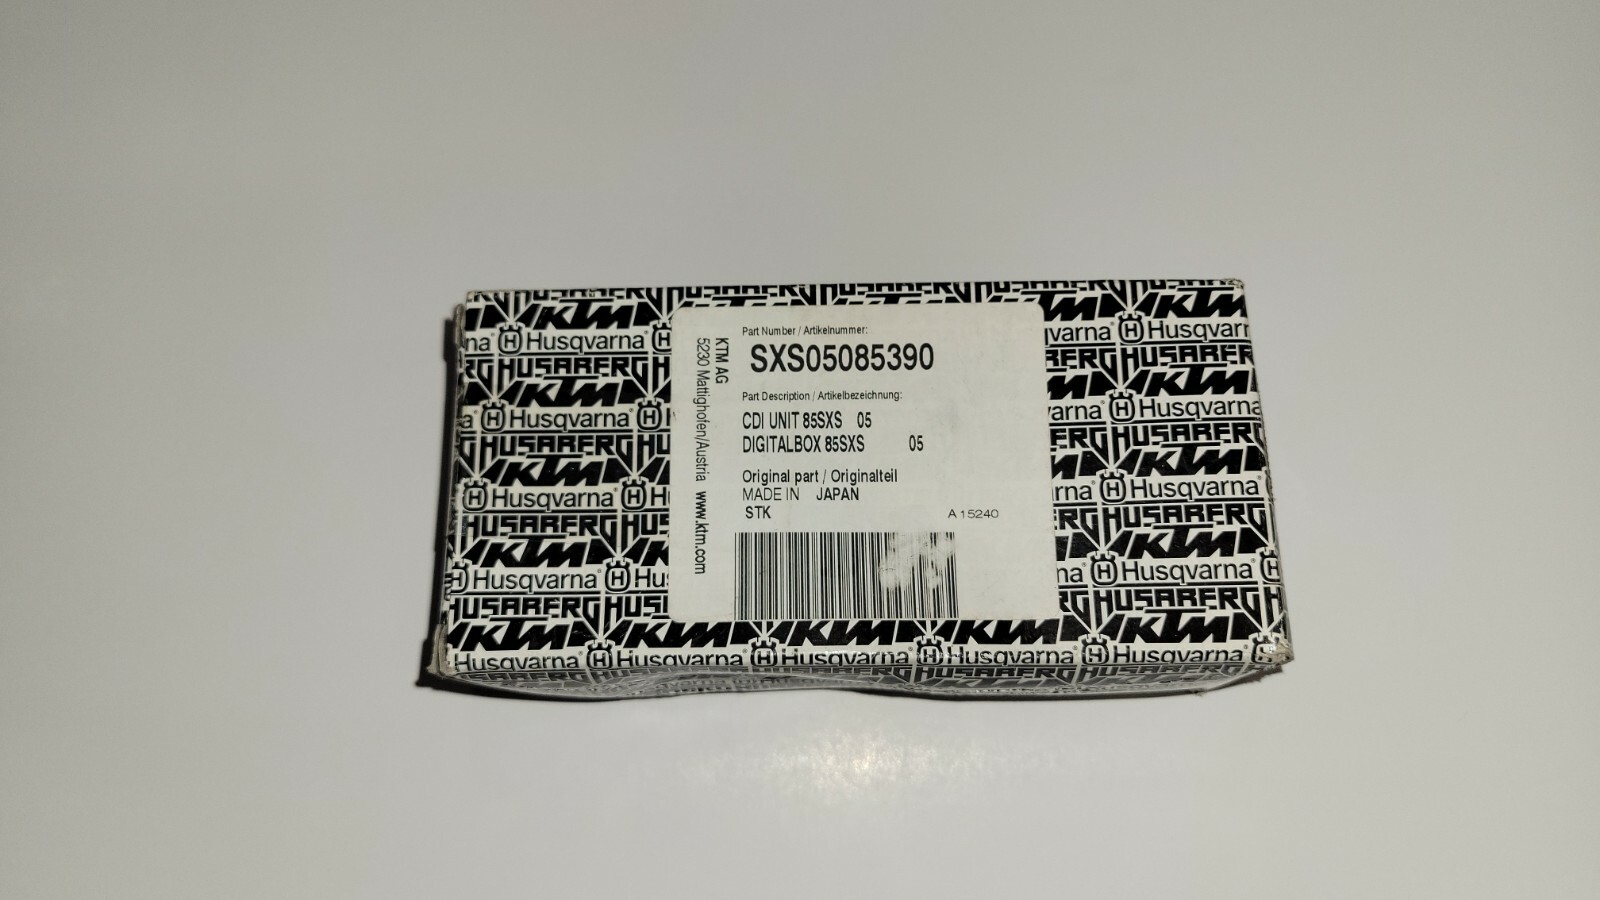 KTM AG
5230 Mattighofen/Austria www.ktm.com
Part Number / Artikelnummer:
SXS05085390
Part Description / Artikelbezeichnung:
CDI UNIT 85SXS 05
DIGITALBOX 85SXS 05
Original part / Originalteil
MADE IN JAPAN
STK A 15240
HUSABERG
KTM
Husqvarna